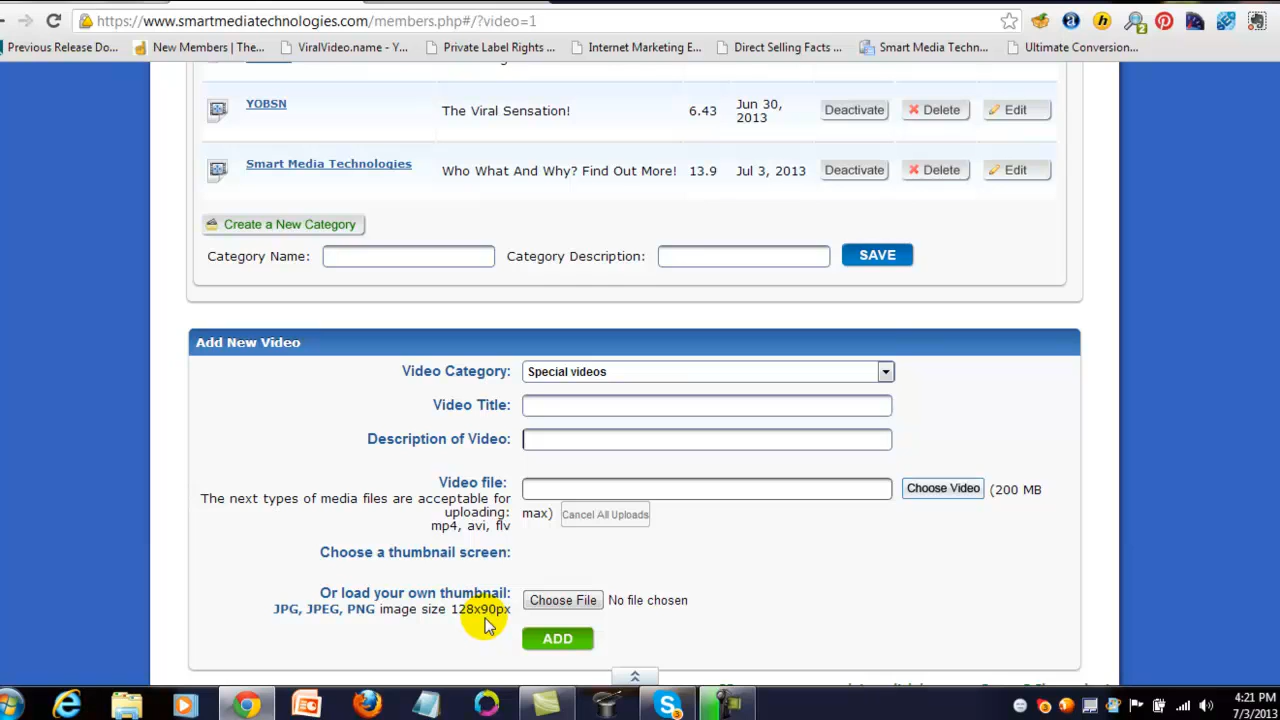 https://www.smartmediatechnologies.com/members.php#/?video=1
Previous Release Do... New Members | The... ViralVideo.name - Y... Private Label Rights ... Internet Marketing E... Direct Selling Facts ... Smart Media Techn... Ultimate Conversion...
YOBSN The Viral Sensation! 6.43 Jun 30, 2013 Deactivate Delete Edit
Smart Media Technologies Who What And Why? Find Out More! 13.9 Jul 3, 2013 Deactivate Delete Edit
Create a New Category
Category Name: Category Description: SAVE
Add New Video
Video Category: Special videos
Video Title:
Description of Video:
Video file: Choose Video (200 MB
The next types of media files are acceptable for
uploading: max) Cancel All Uploads
mp4, avi, flv
Choose a thumbnail screen:
Or load your own thumbnail: Choose File No file chosen
JPG, JPEG, PNG image size 128x90px
ADD
4:21 PM
7/3/2013